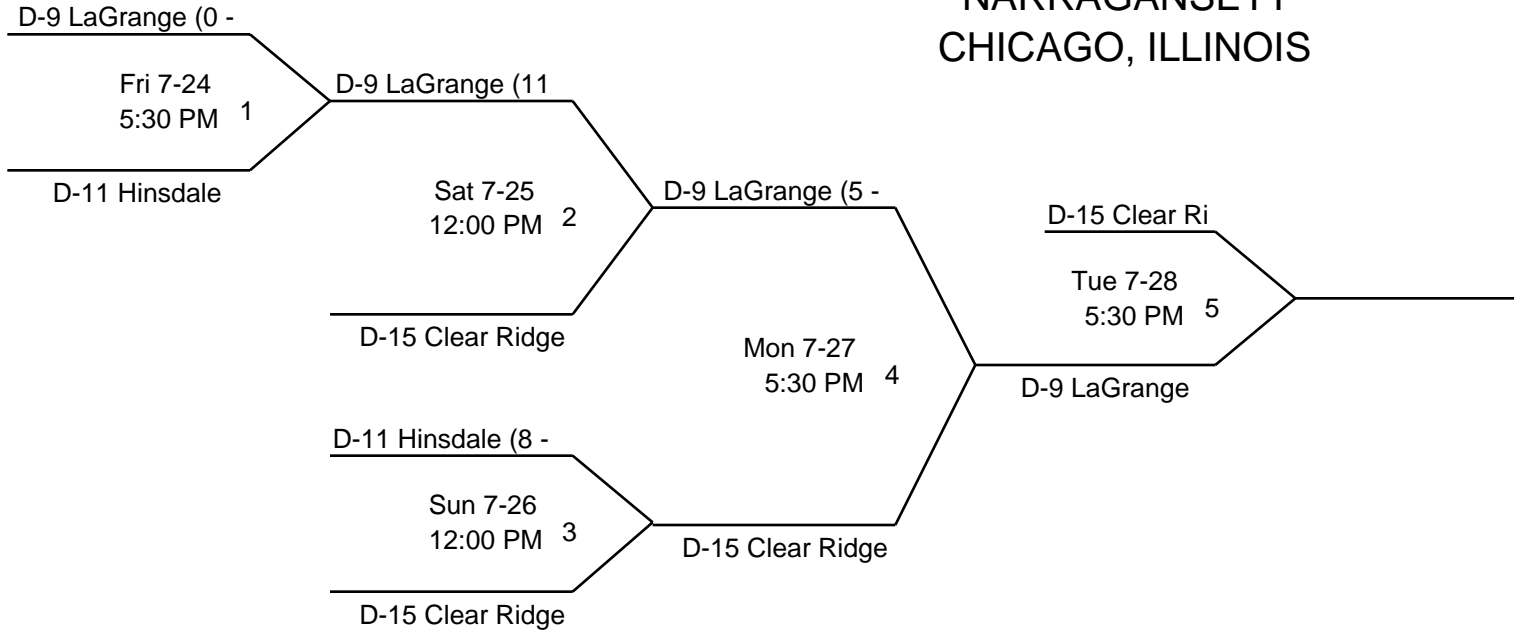 NARRAGANSETT
CHICAGO, ILLINOIS
D-9 LaGrange (0 -
Fri 7-24
5:30 PM 1
D-11 Hinsdale
D-9 LaGrange (11
Sat 7-25
12:00 PM 2
D-15 Clear Ridge
D-9 LaGrange (5 -
D-11 Hinsdale (8 -
Sun 7-26
12:00 PM 3
D-15 Clear Ridge
D-15 Clear Ridge
Mon 7-27
5:30 PM 4
D-15 Clear Ri
Tue 7-28
5:30 PM 5
D-9 LaGrange